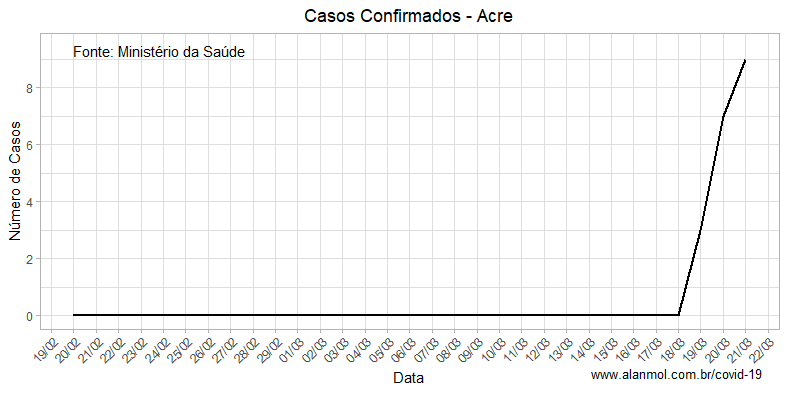 Casos Confirmados - Acre
Fonte: Ministério da Saúde
Número de Casos
8
6
4
2
0
19/02 20/02 21/02 22/02 23/02 24/02 25/02 26/02 27/02 28/02 29/02 01/03 02/03 03/03 04/03 05/03 06/03 07/03 08/03 09/03 10/03 11/03 12/03 13/03 14/03 15/03 16/03 17/03 18/03 19/03 20/03 21/03 22/03
Data
www.alanmol.com.br/covid-19